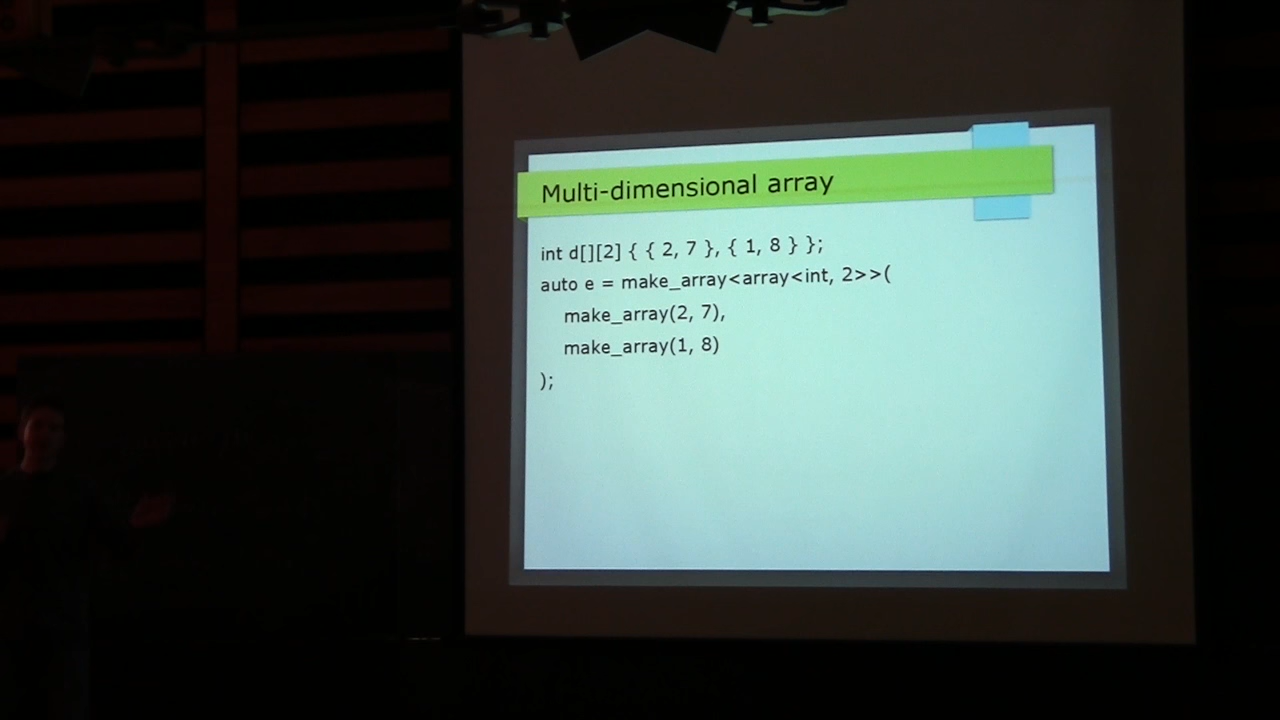 Multi-dimensional array
int d[][2] { { 2, 7 }, { 1, 8 } };
auto e = make_array<array<int, 2>>(
make_array(2, 7),
make_array(1, 8)
);